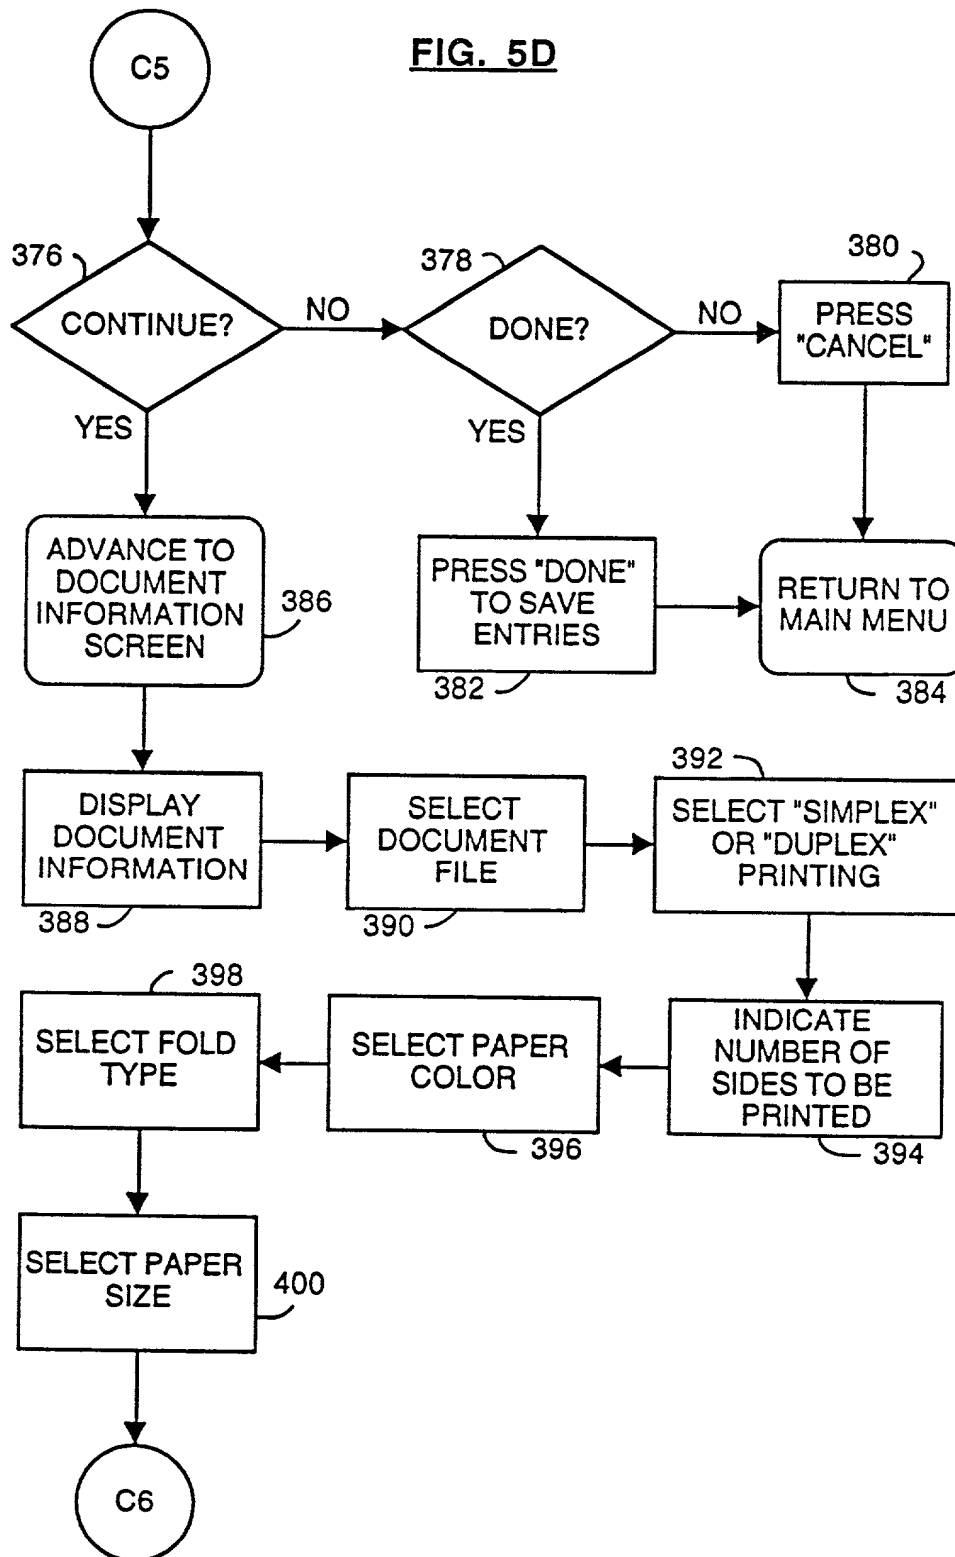 FIG. 5D
C5
376
CONTINUE?
NO
378
DONE?
NO
380
PRESS
"CANCEL"
YES
YES
ADVANCE TO
DOCUMENT
INFORMATION
SCREEN
386
PRESS "DONE"
TO SAVE
ENTRIES
382
RETURN TO
MAIN MENU
384
DISPLAY
DOCUMENT
INFORMATION
388
SELECT
DOCUMENT
FILE
390
392
SELECT "SIMPLEX"
OR "DUPLEX"
PRINTING
398
SELECT FOLD
TYPE
SELECT PAPER
COLOR
396
INDICATE
NUMBER OF
SIDES TO BE
PRINTED
394
SELECT PAPER
SIZE
400
C6